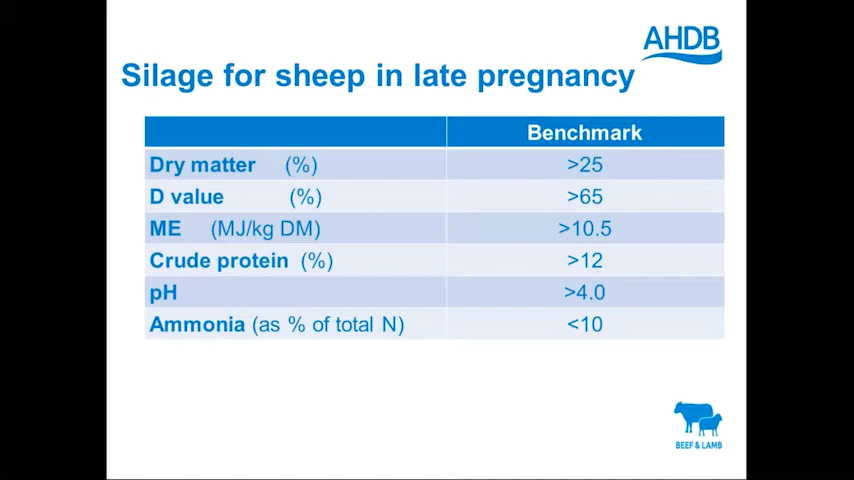 AHDB
Silage for sheep in late pregnancy
Benchmark
Dry matter (%) >25
D value (%) >65
ME (MJ/kg DM) >10.5
Crude protein (%) >12
pH >4.0
Ammonia (as % of total N) <10
BEEF & LAMB